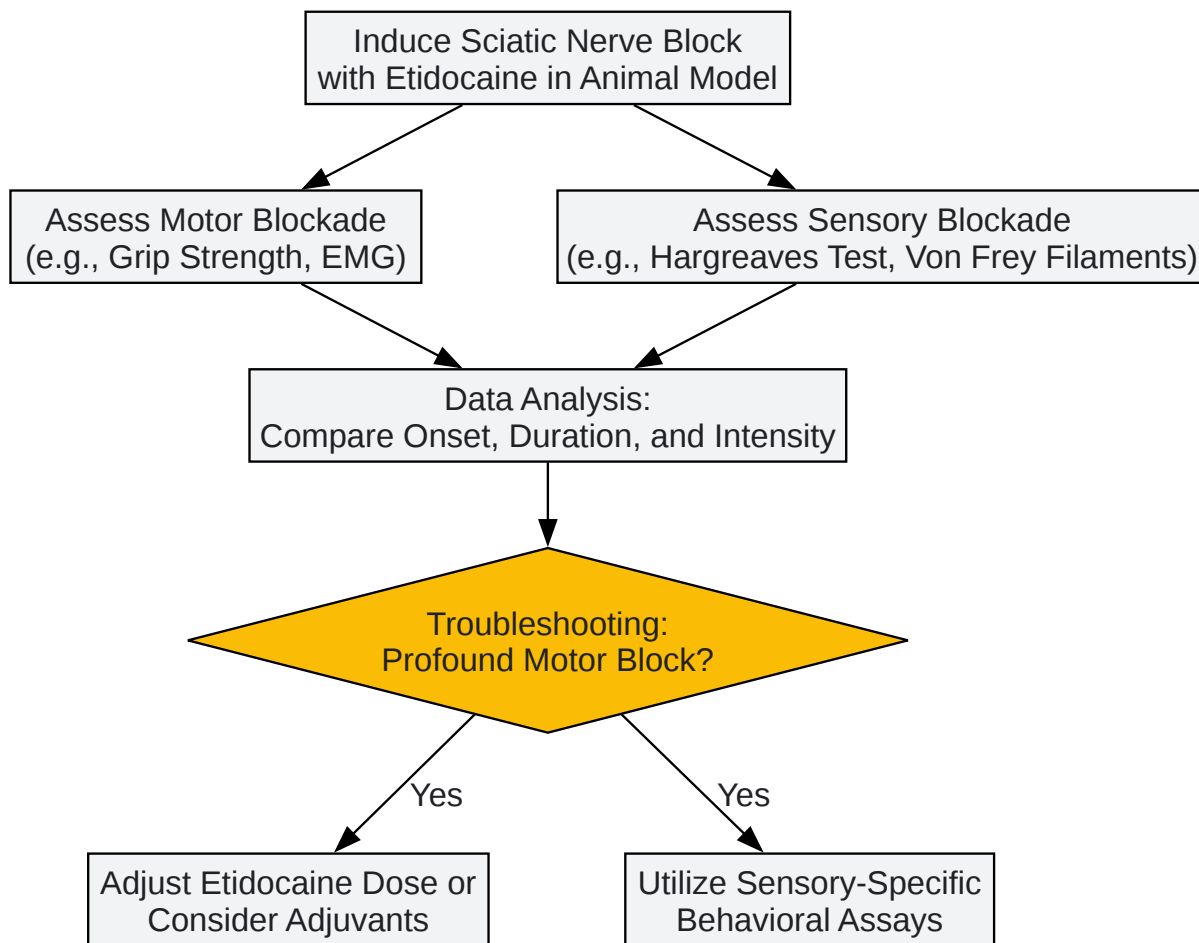 Induce Sciatic Nerve Block
with Etidocaine in Animal Model
Assess Motor Blockade
(e.g., Grip Strength, EMG)
Assess Sensory Blockade
(e.g., Hargreaves Test, Von Frey Filaments)
Data Analysis:
Compare Onset, Duration, and Intensity
Troubleshooting:
Profound Motor Block?
Yes
Yes
Adjust Etidocaine Dose or
Consider Adjuvants
Utilize Sensory-Specific
Behavioral Assays